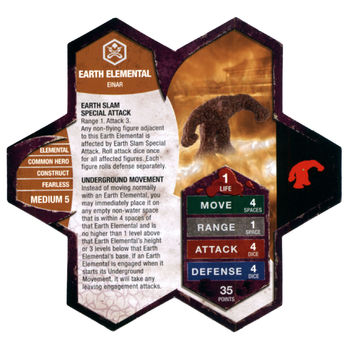 EARTH ELEMENTAL
EINAR
EARTH SLAM
SPECIAL ATTACK
Range 1. Attack 3.
Any non-flying figure adjacent
to this Earth Elemental is
affected by Earth Slam Special
Attack. Roll attack dice once
for all affected figures. Each
figure rolls defense separately.
UNDERGROUND MOVEMENT
Instead of moving normally
with an Earth Elemental, you
may immediately place it on
any empty non-water space
that is within 4 spaces of
that Earth Elemental and is
no higher than 1 level above
that Earth Elemental's height
or 3 levels below that Earth
Elemental's base. If an Earth
Elemental is engaged when it
starts its Underground
Movement, it will take any
leaving engagement attacks.
ELEMENTAL
COMMON HERO
CONSTRUCT
FEARLESS
MEDIUM 5
1
LIFE
MOVE 4 SPACES
RANGE 1 SPACE
ATTACK 4 DICE
DEFENSE 4 DICE
35
POINTS